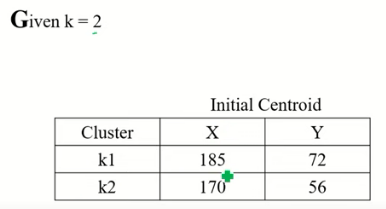 Given k = 2
Initial Centroid
Cluster X Y
k1 185 72
k2 170 56